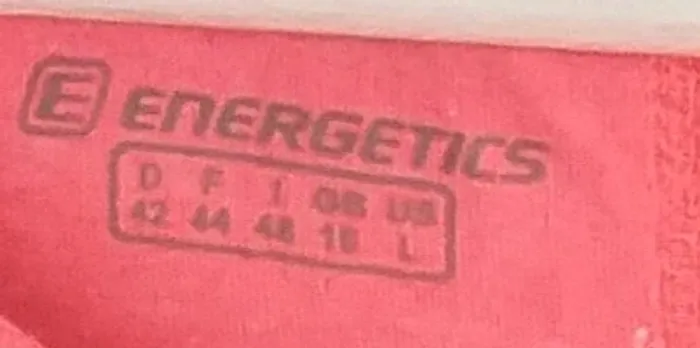 E ENERGETICS
D F I GB US
42 44 48 16 L